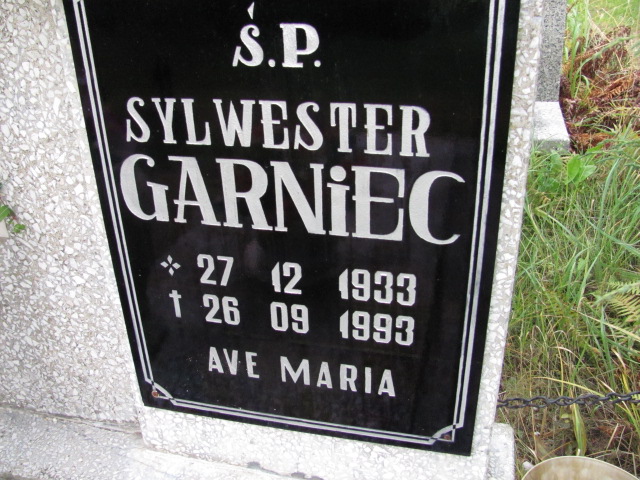 Ś.P.
SYLWESTER
GARNiEC
27 12 1933
✝ 26 09 1993
AVE MARIA